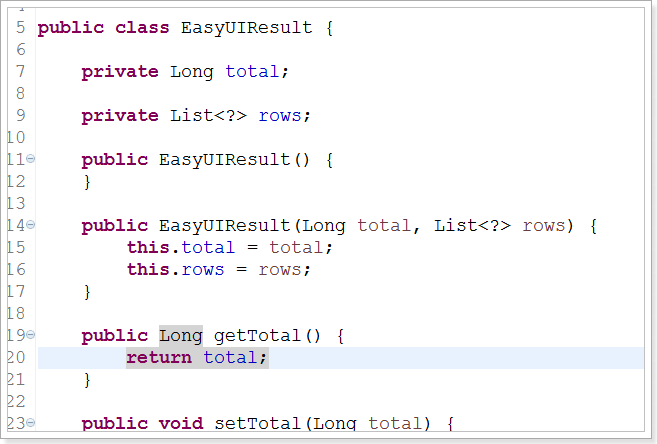 5 public class EasyUIResult {
6
7     private Long total;
8
9     private List<?> rows;
10
11     public EasyUIResult() {
12     }
13
14     public EasyUIResult(Long total, List<?> rows) {
15         this.total = total;
16         this.rows = rows;
17     }
18
19     public Long getTotal() {
20         return total;
21     }
22
23     public void setTotal(Long total) {